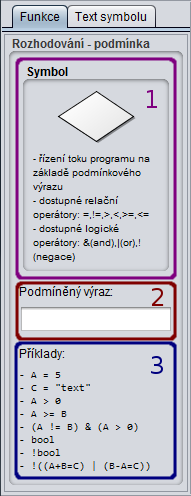 Funkce Text symbolu
Rozhodování - podmínka
Symbol
1
- řízení toku programu na
základě podmínkového
výrazu
- dostupné relační
operátory: =,!=,>,<,>=,<=
- dostupné logické
operátory: &(and),|(or),!
(negace)
Podmíněný výraz:
2
Příklady:
3
- A = 5
- C = "text"
- A > 0
- A >= B
- (A != B) & (A > 0)
- bool
- !bool
- !((A+B=C) | (B-A=C))